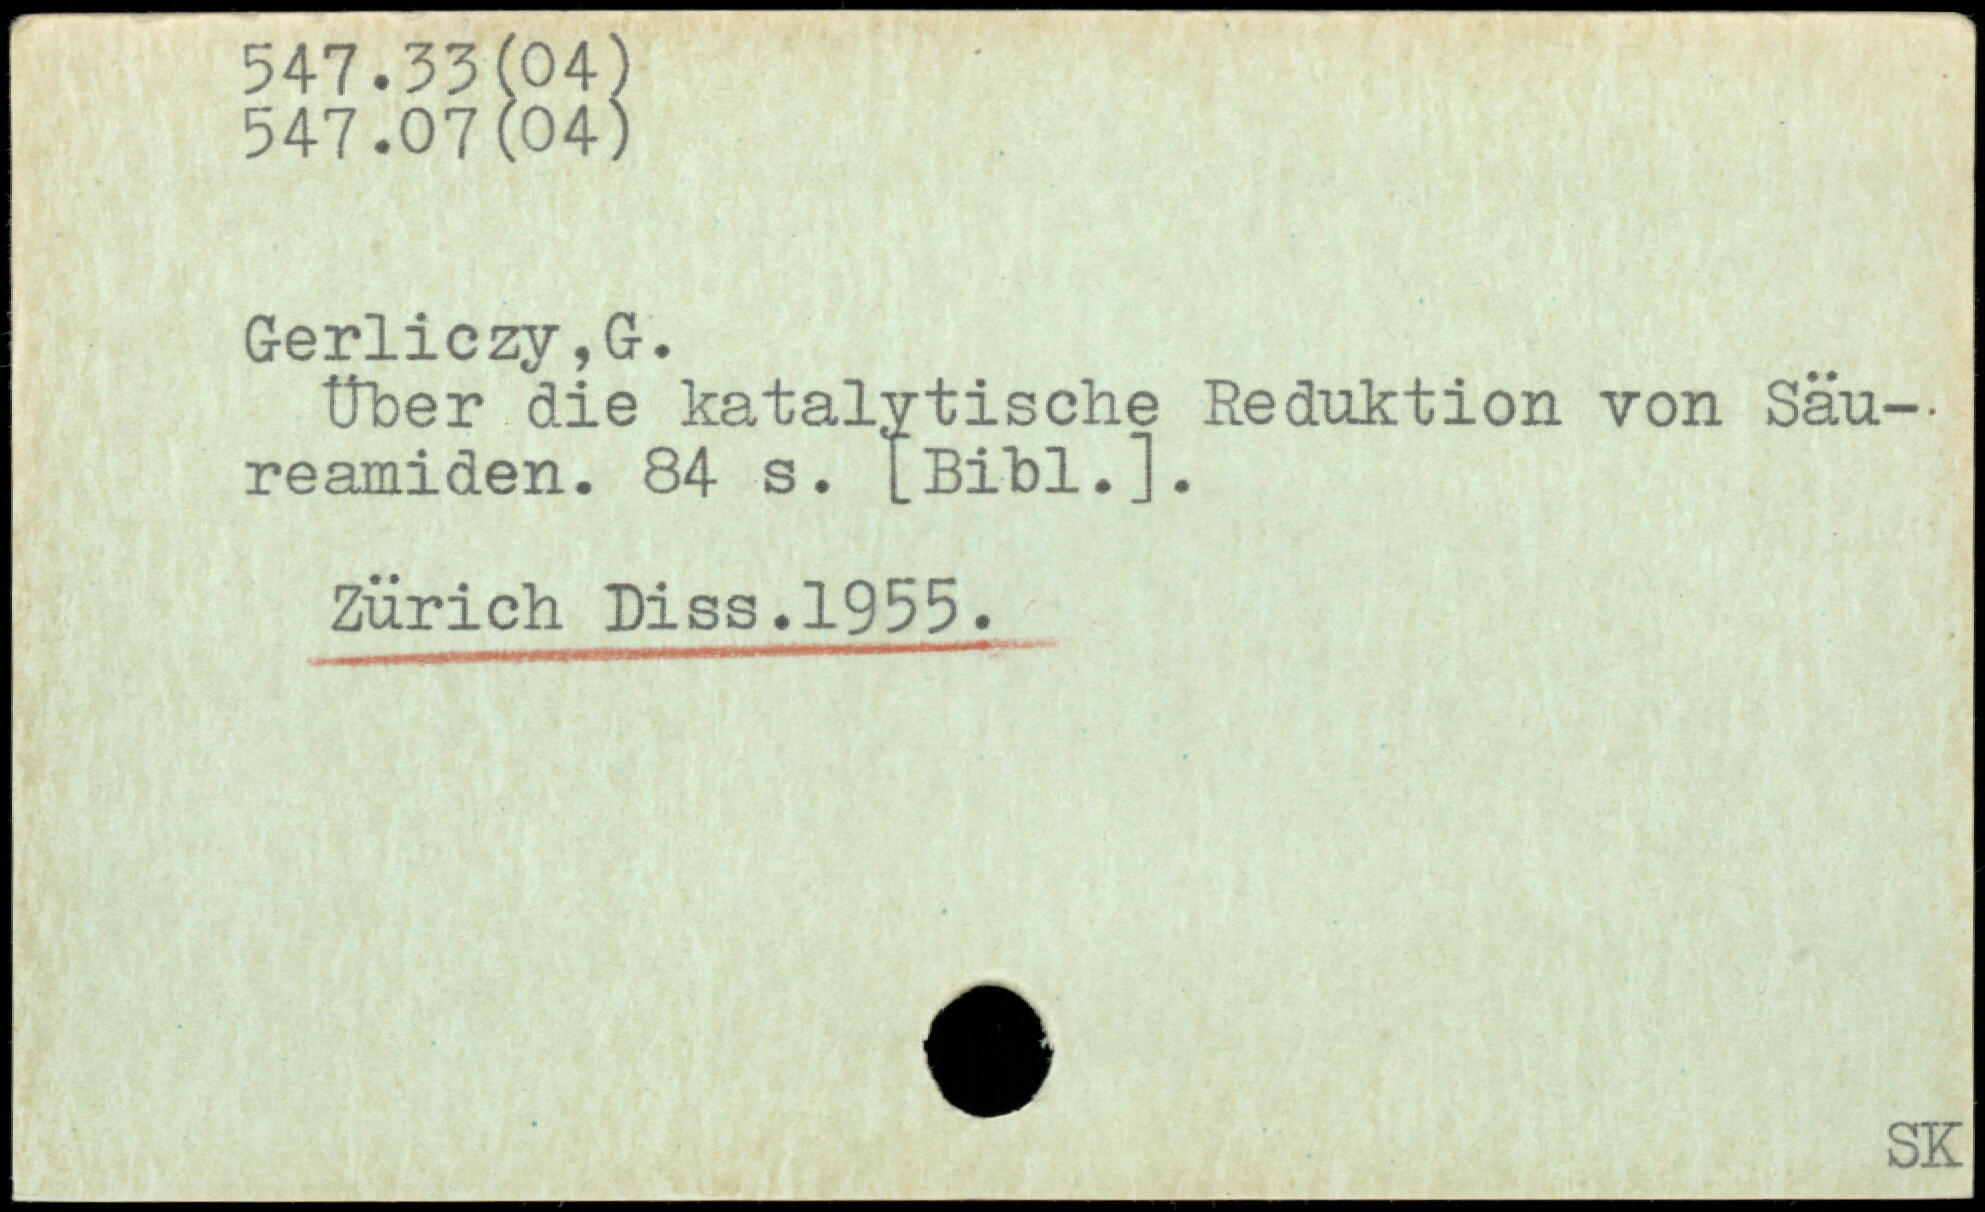 547.33(04)
547.07(04)
Gerliczy,G.
Über die katalytische Reduktion von Säu-
reamiden. 84 s. [Bibl.].
Zürich Diss.1955.
SK